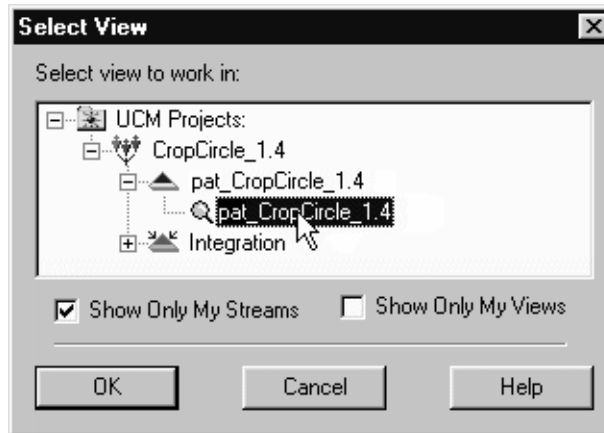 Select View
Select view to work in:
UCM Projects:
CropCircle_1.4
pat_CropCircle_1.4
pat_CropCircle_1.4
Integration
Show Only My Streams Show Only My Views
OK Cancel Help